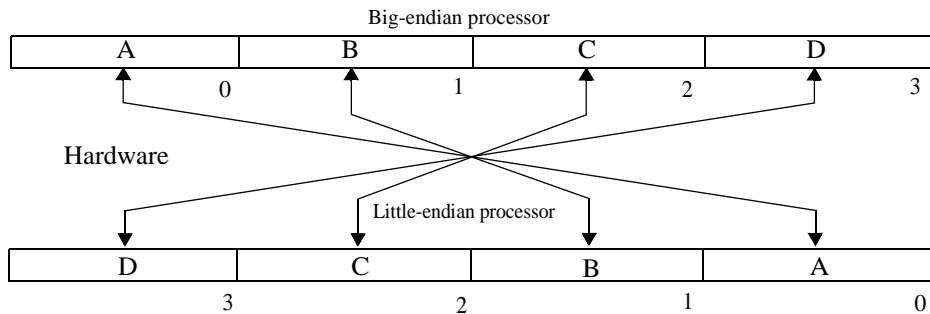 Big-endian processor
A B C D
0 1 2 3
Hardware
Little-endian processor
D C B A
3 2 1 0